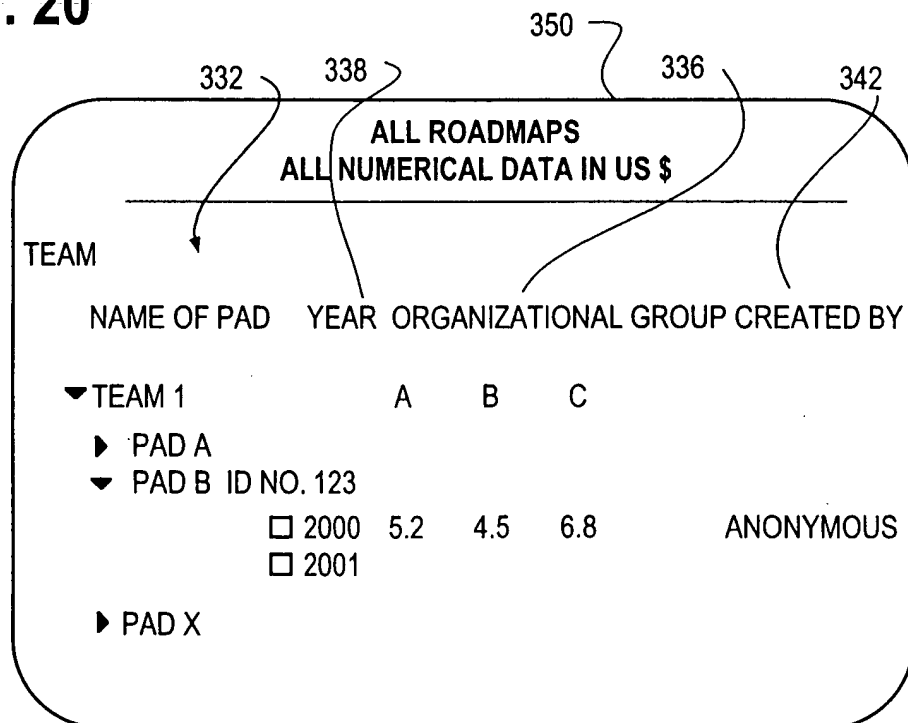 . 20
350
332 338 336 342
ALL ROADMAPS
ALL NUMERICAL DATA IN US $
TEAM
NAME OF PAD YEAR ORGANIZATIONAL GROUP CREATED BY
TEAM 1 A B C
PAD A
PAD B ID NO. 123
2000 5.2 4.5 6.8 ANONYMOUS
2001
PAD X